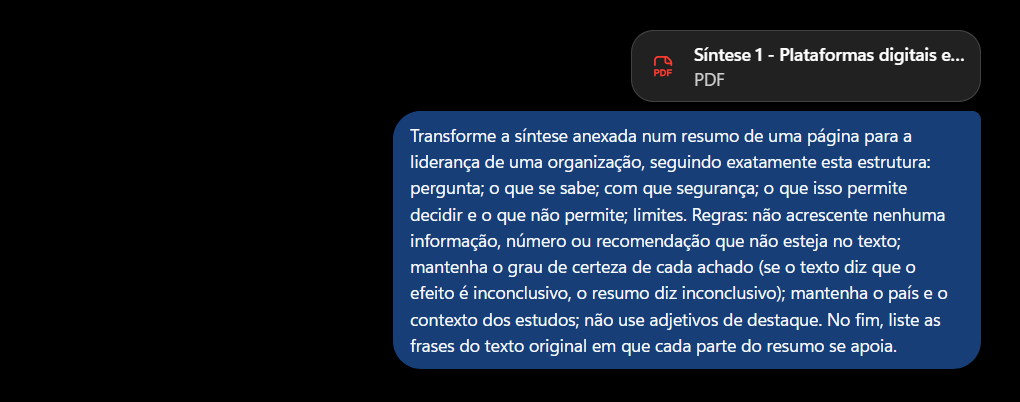 Síntese 1 - Plataformas digitais e...
PDF
PDF
Transforme a síntese anexada num resumo de uma página para a
liderança de uma organização, seguindo exatamente esta estrutura:
pergunta; o que se sabe; com que segurança; o que isso permite
decidir e o que não permite; limites. Regras: não acrescente nenhuma
informação, número ou recomendação que não esteja no texto;
mantenha o grau de certeza de cada achado (se o texto diz que o
efeito é inconclusivo, o resumo diz inconclusivo); mantenha o país e o
contexto dos estudos; não use adjetivos de destaque. No fim, liste as
frases do texto original em que cada parte do resumo se apoia.